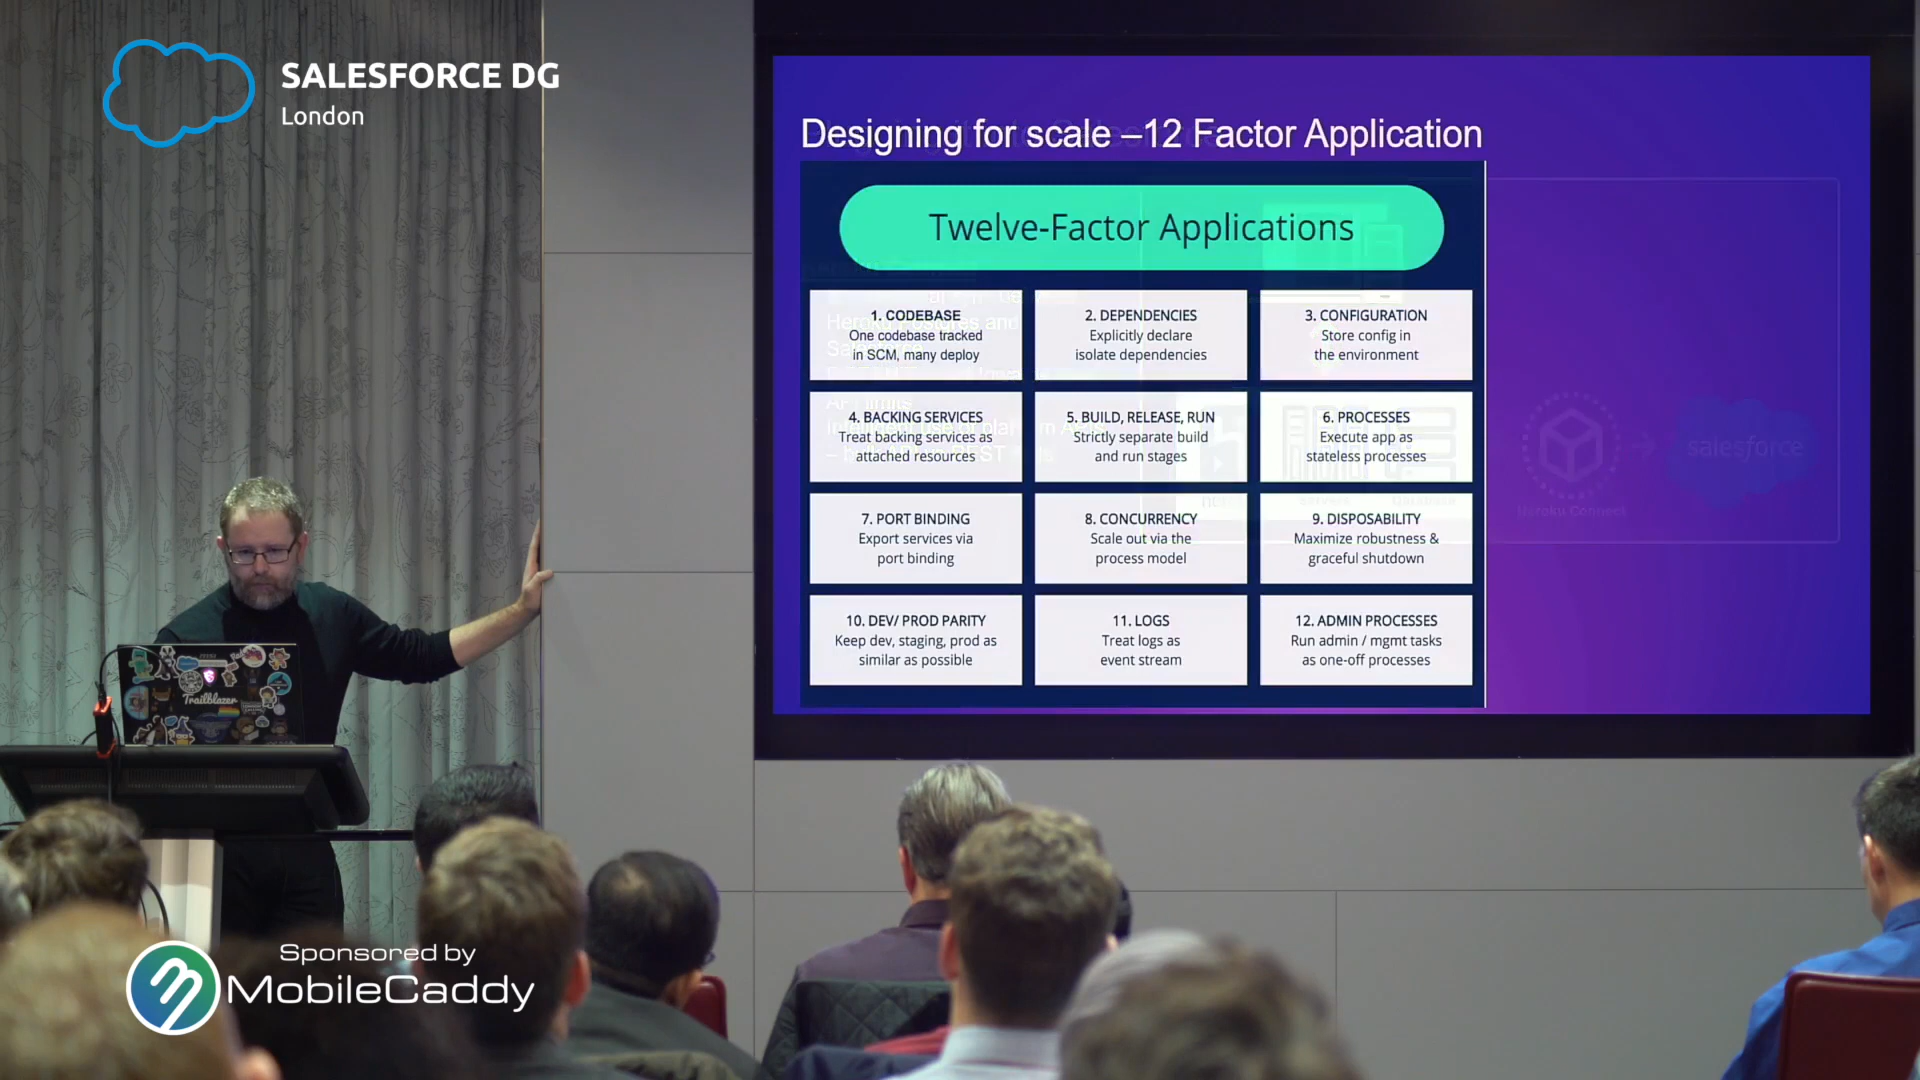 SALESFORCE DG
London
Designing for scale –12 Factor Application
Twelve-Factor Applications
1. CODEBASE
One codebase tracked
in SCM, many deploy
2. DEPENDENCIES
Explicitly declare
isolate dependencies
3. CONFIGURATION
Store config in
the environment
4. BACKING SERVICES
Treat backing services as
attached resources
5. BUILD, RELEASE, RUN
Strictly separate build
and run stages
6. PROCESSES
Execute app as
stateless processes
7. PORT BINDING
Export services via
port binding
8. CONCURRENCY
Scale out via the
process model
9. DISPOSABILITY
Maximize robustness &
graceful shutdown
10. DEV/ PROD PARITY
Keep dev, staging, prod as
similar as possible
11. LOGS
Treat logs as
event stream
12. ADMIN PROCESSES
Run admin / mgmt tasks
as one-off processes
salesforce
Heroku Connect
Trailblazer
Sponsored by
MobileCaddy